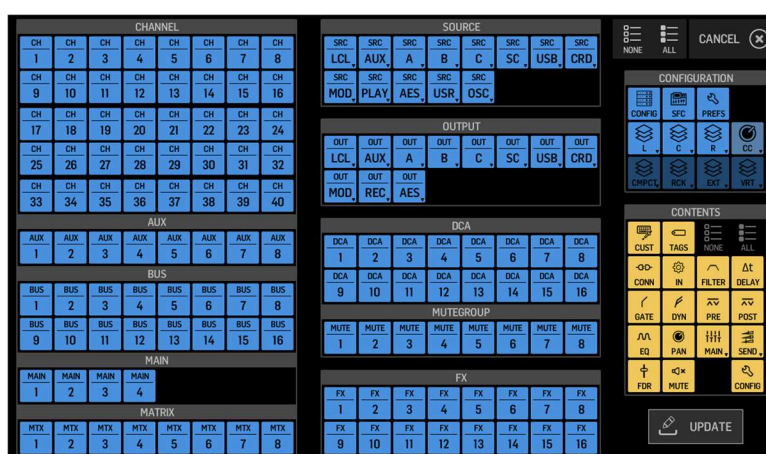 CHANNEL
CH CH CH CH CH CH CH CH
1 2 3 4 5 6 7 8
CH CH CH CH CH CH CH CH
9 10 11 12 13 14 15 16
CH CH CH CH CH CH CH CH
17 18 19 20 21 22 23 24
CH CH CH CH CH CH CH CH
25 26 27 28 29 30 31 32
CH CH CH CH CH CH CH CH
33 34 35 36 37 38 39 40
AUX
AUX AUX AUX AUX AUX AUX AUX AUX
1 2 3 4 5 6 7 8
BUS
BUS BUS BUS BUS BUS BUS BUS BUS
1 2 3 4 5 6 7 8
BUS BUS BUS BUS BUS BUS BUS BUS
9 10 11 12 13 14 15 16
MAIN
MAIN MAIN MAIN MAIN
1 2 3 4
MATRIX
MTX MTX MTX MTX MTX MTX MTX MTX
1 2 3 4 5 6 7 8
SOURCE
SRC SRC SRC SRC SRC SRC SRC SRC
LCL AUX A B C SC USB CRD
SRC SRC SRC SRC SRC
MOD PLAY AES USR OSC
OUTPUT
OUT OUT OUT OUT OUT OUT OUT OUT
LCL AUX A B C SC USB CRD
OUT OUT OUT
MOD REC AES
DCA
DCA DCA DCA DCA DCA DCA DCA DCA
1 2 3 4 5 6 7 8
DCA DCA DCA DCA DCA DCA DCA DCA
9 10 11 12 13 14 15 16
MUTEGROUP
MUTE MUTE MUTE MUTE MUTE MUTE MUTE MUTE
1 2 3 4 5 6 7 8
FX
FX FX FX FX FX FX FX FX
1 2 3 4 5 6 7 8
FX FX FX FX FX FX FX FX
9 10 11 12 13 14 15 16
NONE ALL CANCEL
CONFIGURATION
CONFIG SFC PREFS
L C R CC
CMPCT RCK EXT VRT
CONTENTS
CUST TAGS NONE ALL
Δt
CONN IN FILTER DELAY
GATE DYN PRE POST
EQ PAN MAIN SEND
FDR MUTE CONFIG
UPDATE